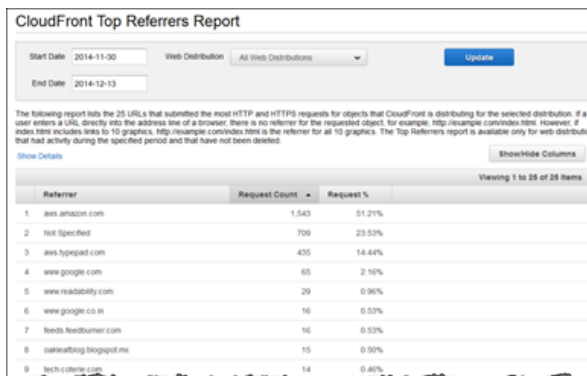 CloudFront Top Referrers Report
Start Date 2014-11-30 Web Distribution All Web Distributions Update
End Date 2014-12-13
The following report lists the 25 URLs that submitted the most HTTP and HTTPS requests for objects that CloudFront is distributing for the selected distribution. If a
user enters a URL directly into the address line of a browser, there is no referrer for the requested object, for example, http://example.com/index.html. However, if
index.html includes links to 10 graphics, http://example.com/index.html is the referrer for all 10 graphics. The Top Referrers report is available only for web distributio
that had activity during the specified period and that have not been deleted.
Show Details Show/Hide Columns
Viewing 1 to 25 of 25 Items
Referrer Request Count Request %
1 aws.amazon.com 1,543 51.21%
2 Not Specified 709 23.53%
3 aws.typepad.com 435 14.44%
4 www.google.com 65 2.16%
5 www.readability.com 29 0.96%
6 www.google.co.in 16 0.53%
7 feeds.feedburner.com 16 0.53%
8 oakleafblog.blogspot.mx 15 0.50%
9 tech.coterie.com 14 0.46%